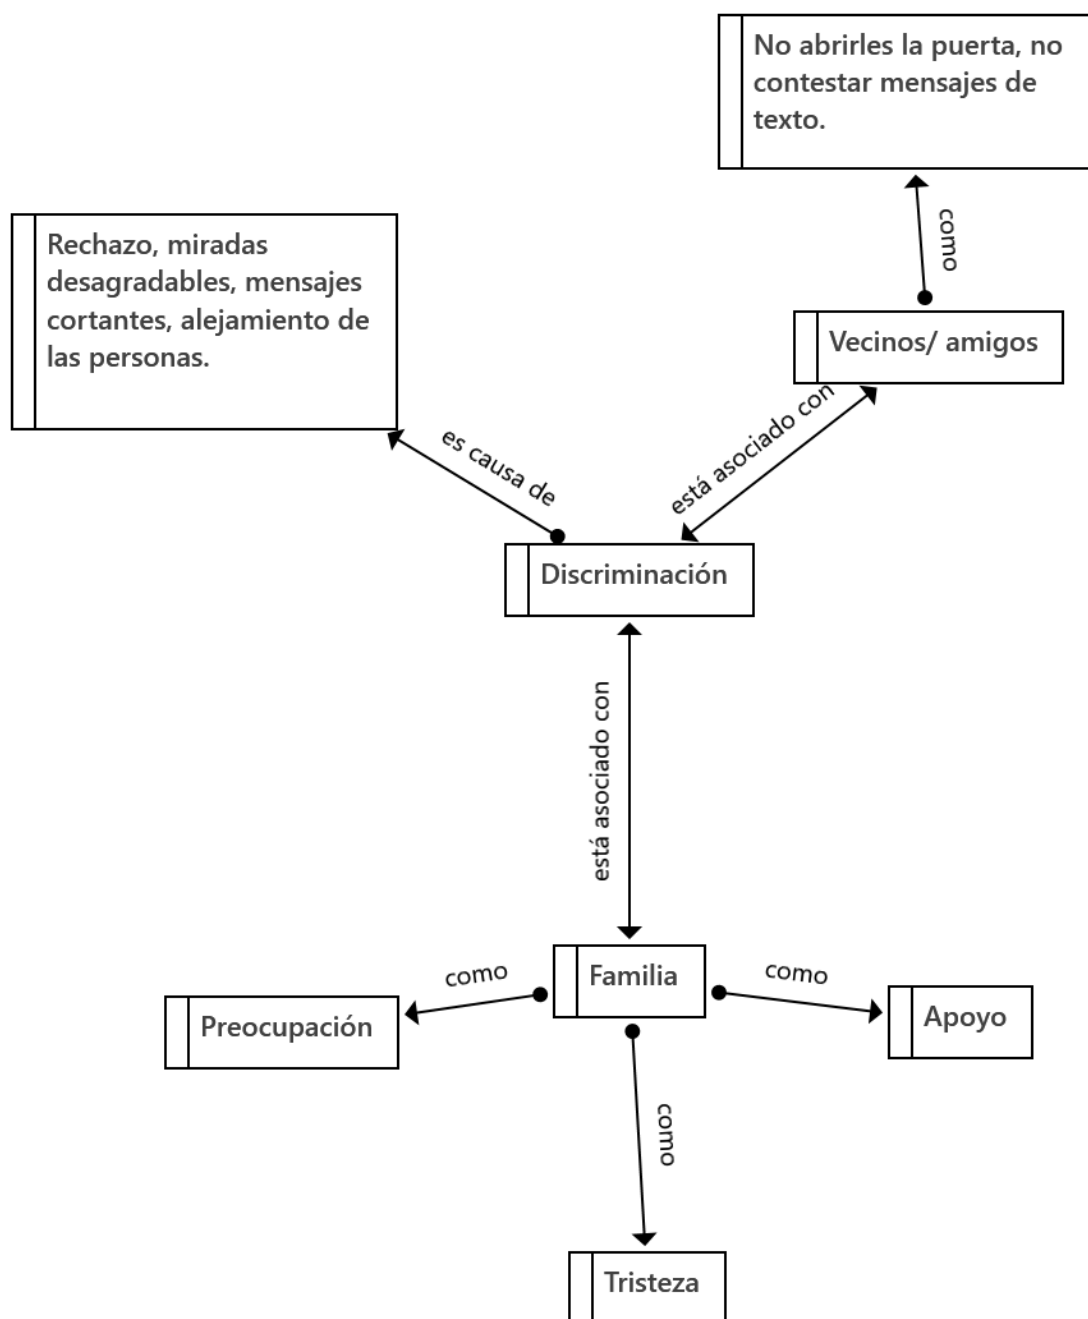 No abrirles la puerta, no
contestar mensajes de
texto.
como
Rechazo, miradas
desagradables, mensajes
cortantes, alejamiento de
las personas.
Vecinos/ amigos
es causa de
está asociado con
Discriminación
está asociado con
Familia
como
como
Preocupación
Apoyo
como
Tristeza